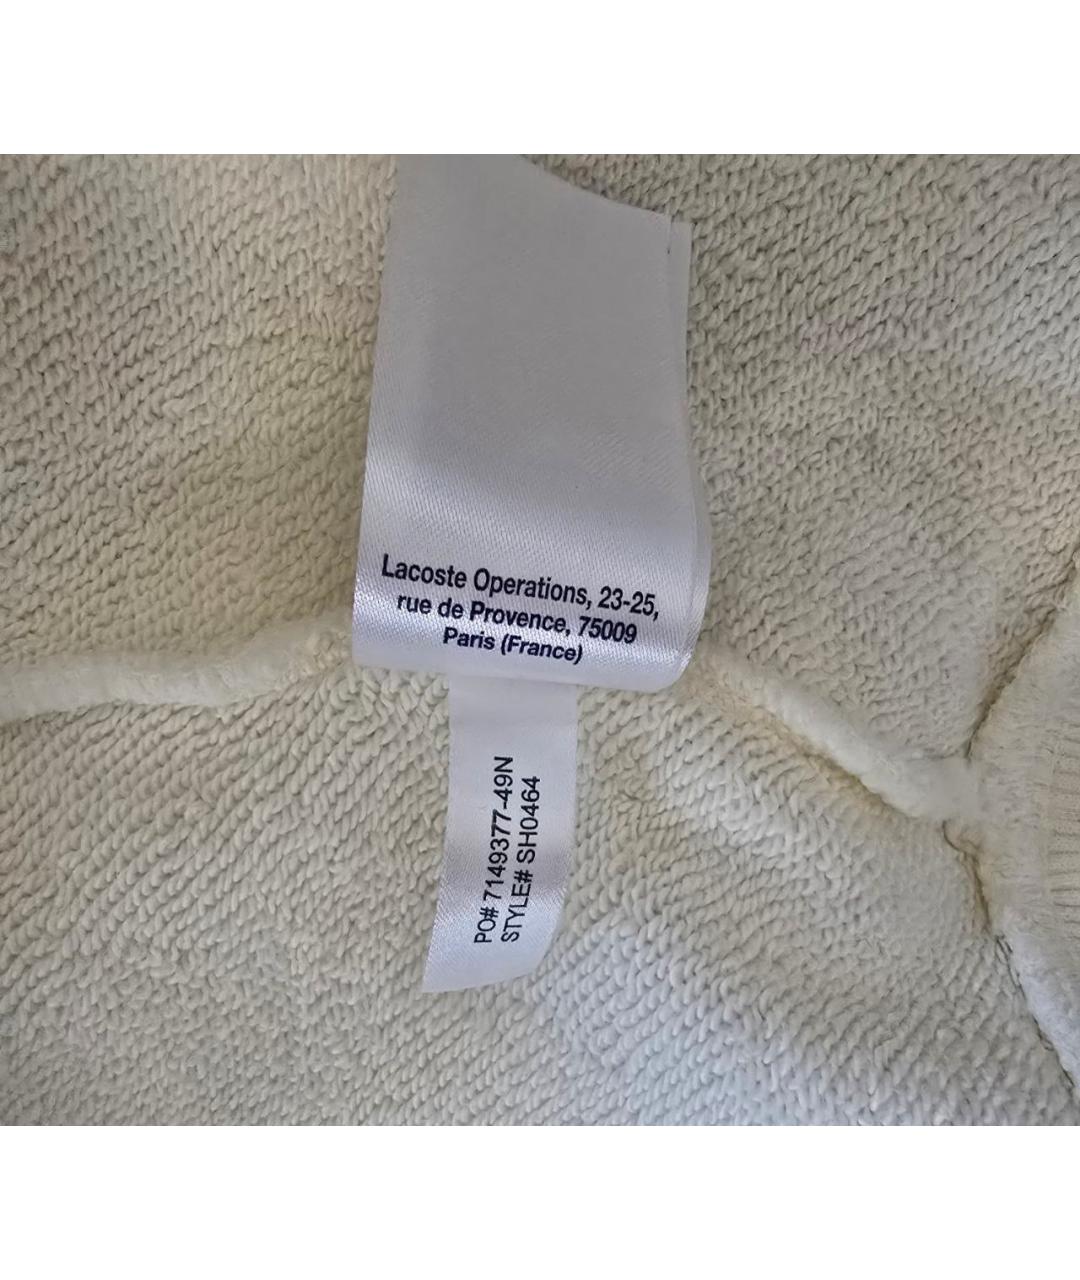 Lacoste Operations, 23-25,
rue de Provence, 75009
Paris (France)
PO# 7149377-49N
STYLE# SH0464